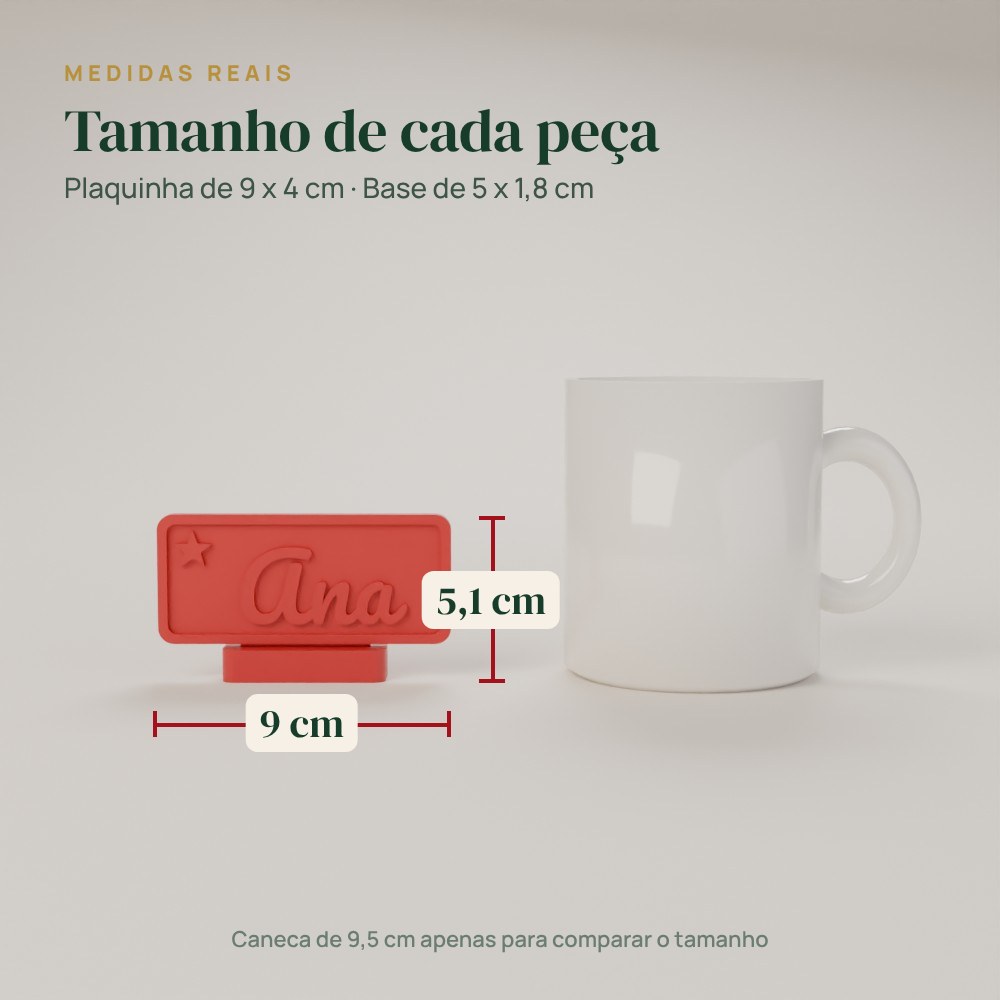 MEDIDAS REAIS
Tamanho de cada peça
Plaquinha de 9 x 4 cm · Base de 5 x 1,8 cm
Ana
5,1 cm
9 cm
Caneca de 9,5 cm apenas para comparar o tamanho